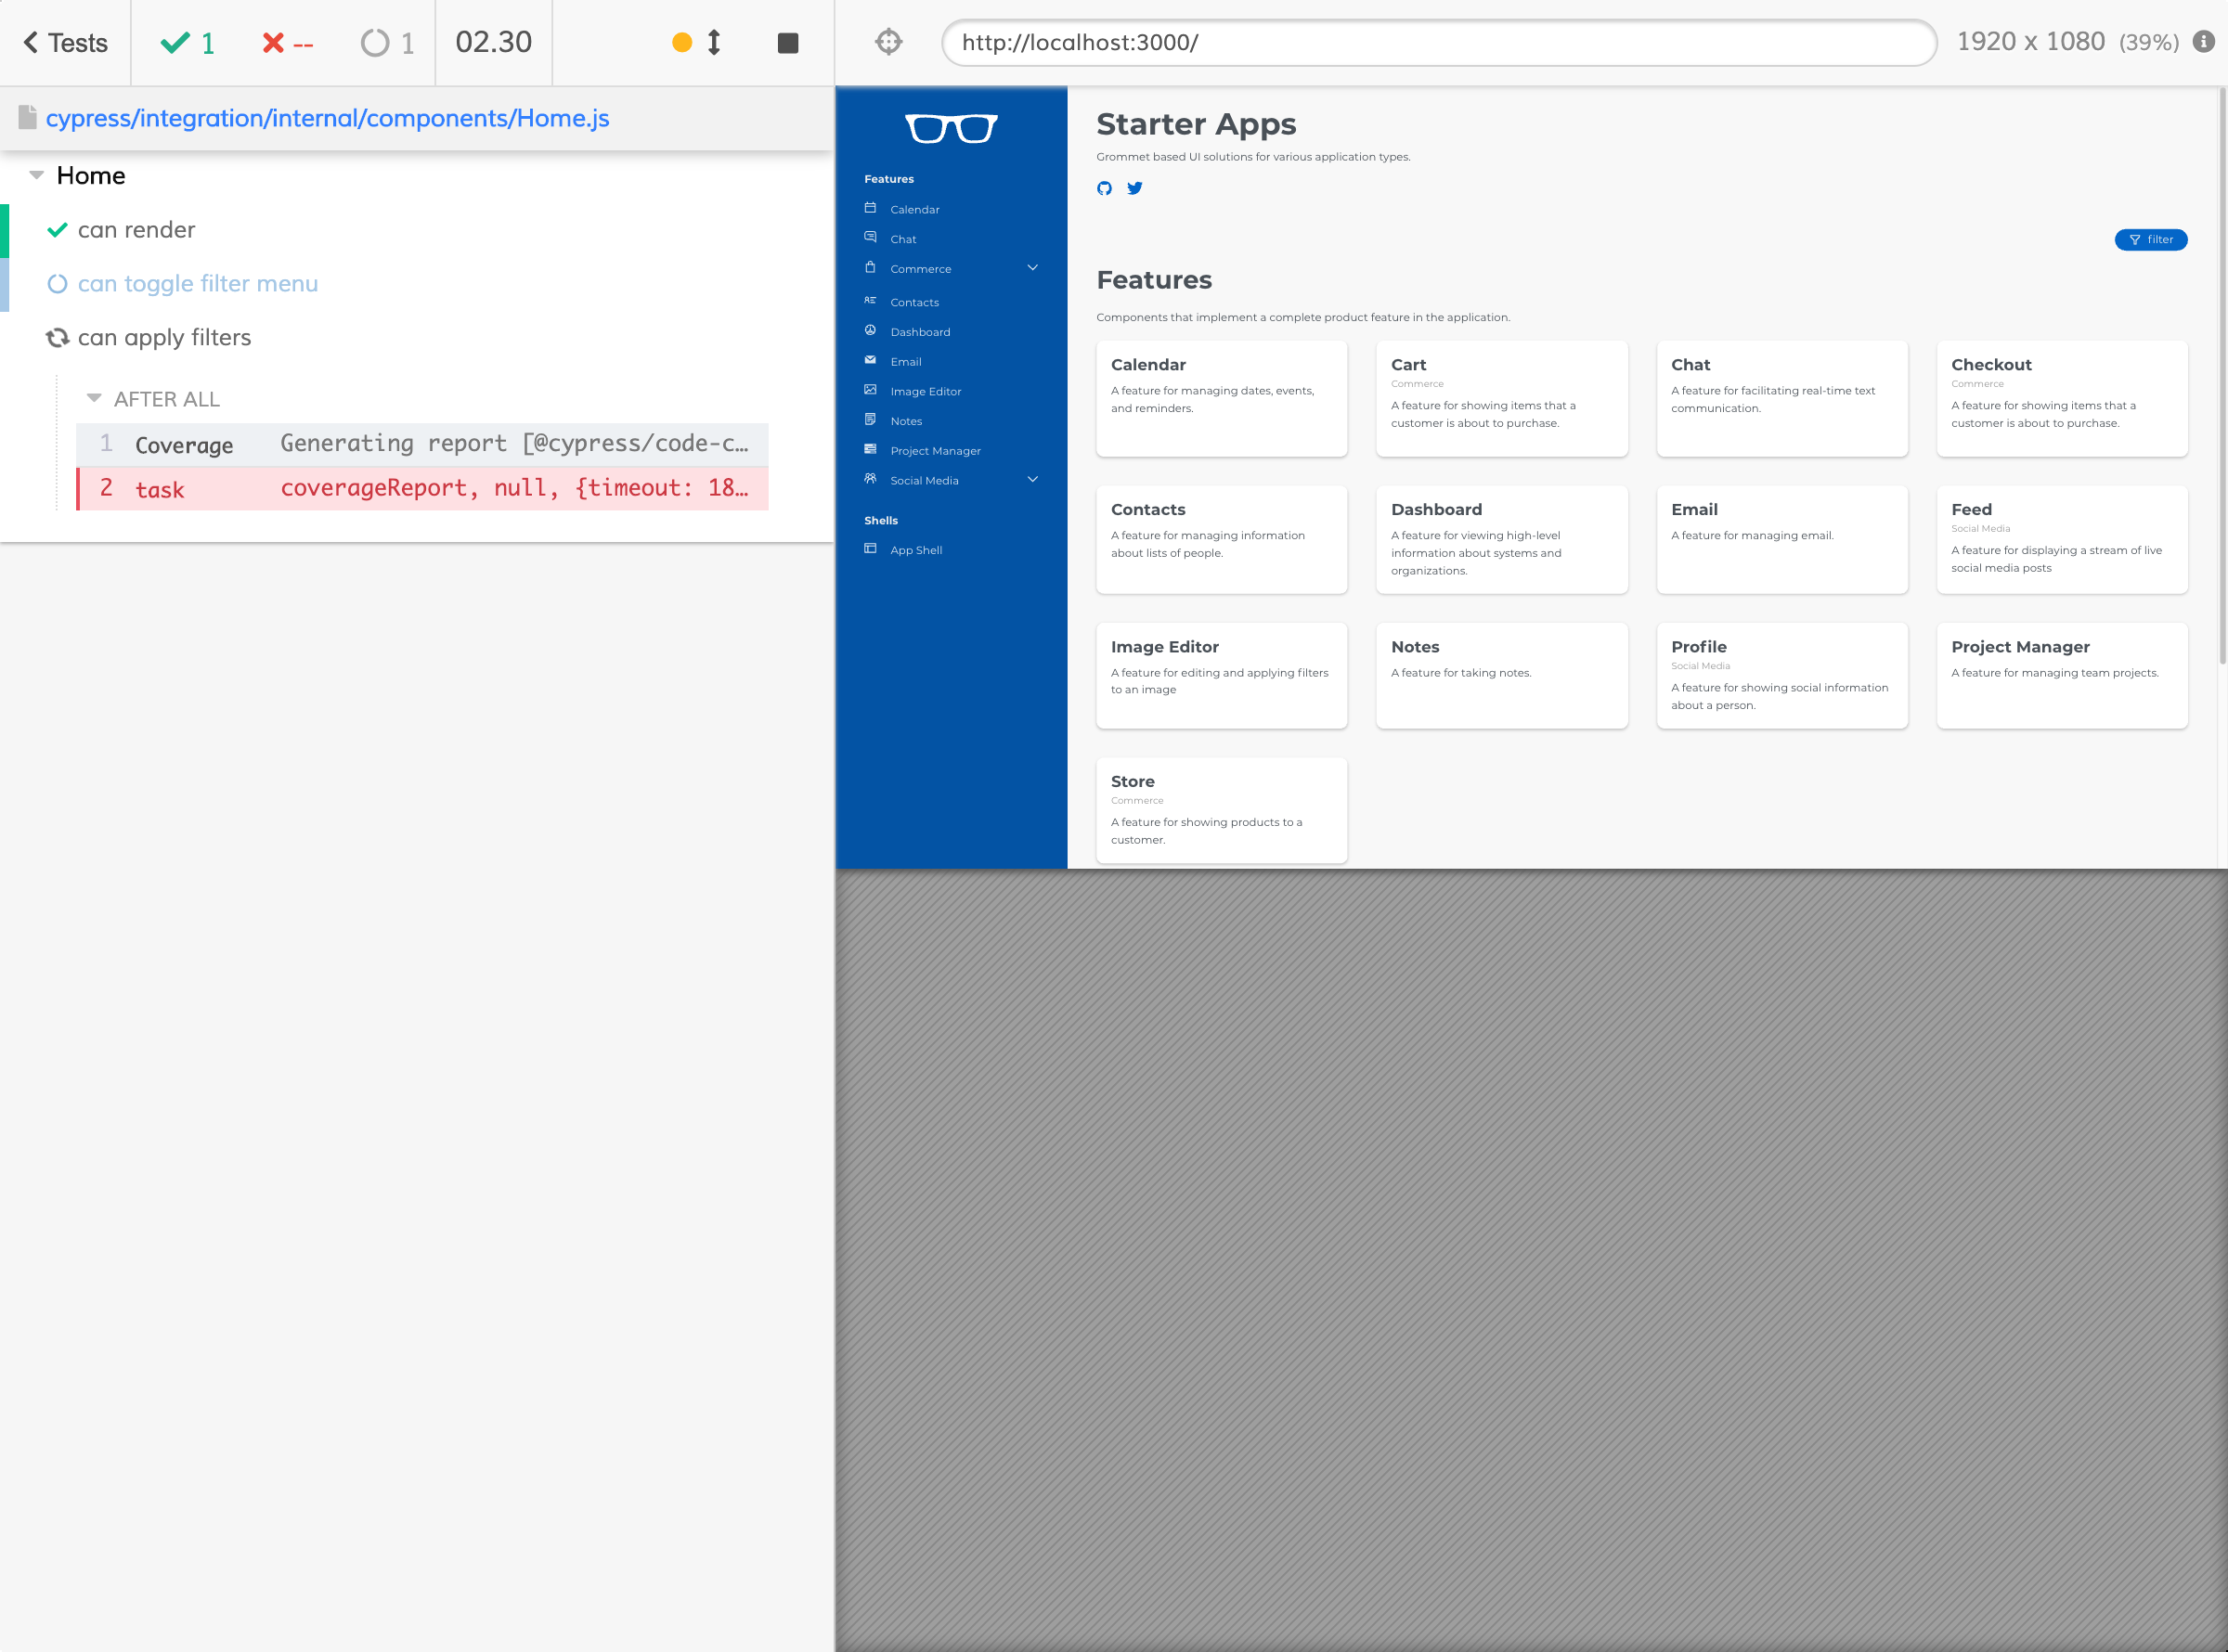 Tests
1
--
1
02.30
http://localhost:3000/
1920 x 1080 (39%)
cypress/integration/internal/components/Home.js
Home
can render
can toggle filter menu
can apply filters
AFTER ALL
1 Coverage Generating report [@cypress/code-c...
2 task coverageReport, null, {timeout: 18...
Features
Calendar
Chat
Commerce
Contacts
Dashboard
Email
Image Editor
Notes
Project Manager
Social Media
Shells
App Shell
Starter Apps
Grommet based UI solutions for various application types.
filter
Features
Components that implement a complete product feature in the application.
Calendar
A feature for managing dates, events,
and reminders.
Cart
Commerce
A feature for showing items that a
customer is about to purchase.
Chat
A feature for facilitating real-time text
communication.
Checkout
Commerce
A feature for showing items that a
customer is about to purchase.
Contacts
A feature for managing information
about lists of people.
Dashboard
A feature for viewing high-level
information about systems and
organizations.
Email
A feature for managing email.
Feed
Social Media
A feature for displaying a stream of live
social media posts
Image Editor
A feature for editing and applying filters
to an image
Notes
A feature for taking notes.
Profile
Social Media
A feature for showing social information
about a person.
Project Manager
A feature for managing team projects.
Store
Commerce
A feature for showing products to a
customer.